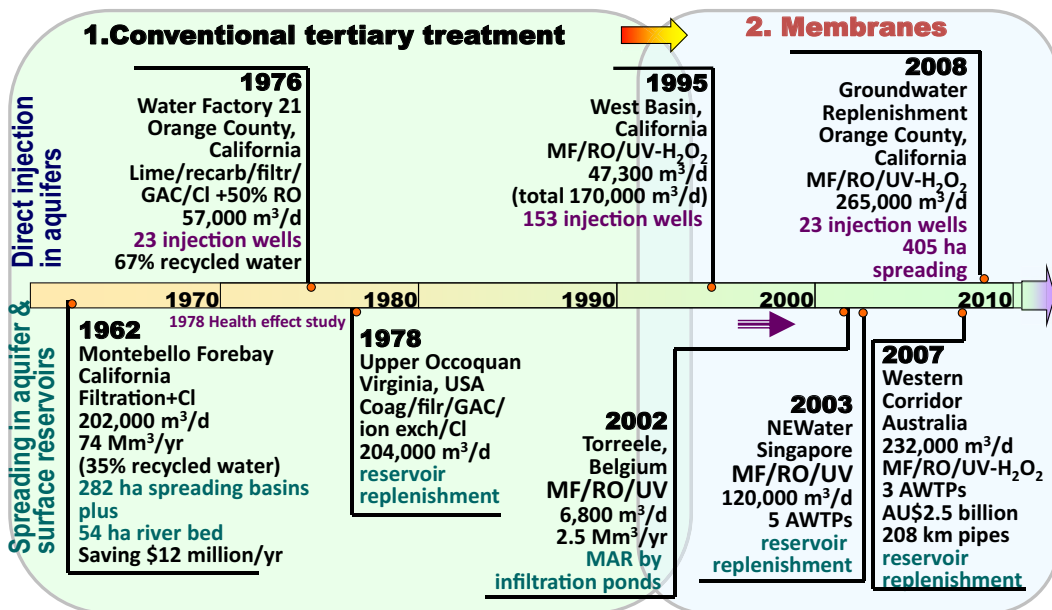 1.Conventional tertiary treatment
2. Membranes
Direct injection
in aquifers
1976
Water Factory 21
Orange County,
California
Lime/recarb/filtr/
GAC/Cl +50% RO
57,000 m³/d
23 injection wells
67% recycled water
1995
West Basin,
California
MF/RO/UV-H₂O₂
47,300 m³/d
(total 170,000 m³/d)
153 injection wells
2008
Groundwater
Replenishment
Orange County,
California
MF/RO/UV-H₂O₂
265,000 m³/d
23 injection wells
405 ha
spreading
1970
1980
1990
2000
2010
1978 Health effect study
Spreading in aquifer &
surface reservoirs
1962
Montebello Forebay
California
Filtration+Cl
202,000 m³/d
74 Mm³/yr
(35% recycled water)
282 ha spreading basins
plus
54 ha river bed
Saving $12 million/yr
1978
Upper Occoquan
Virginia, USA
Coag/filr/GAC/
ion exch/Cl
204,000 m³/d
reservoir
replenishment
2002
Torreele,
Belgium
MF/RO/UV
6,800 m³/d
2.5 Mm³/yr
MAR by
infiltration ponds
2003
NEWater
Singapore
MF/RO/UV
120,000 m³/d
5 AWTPs
reservoir
replenishment
2007
Western
Corridor
Australia
232,000 m³/d
MF/RO/UV-H₂O₂
3 AWTPs
AU$2.5 billion
208 km pipes
reservoir
replenishment